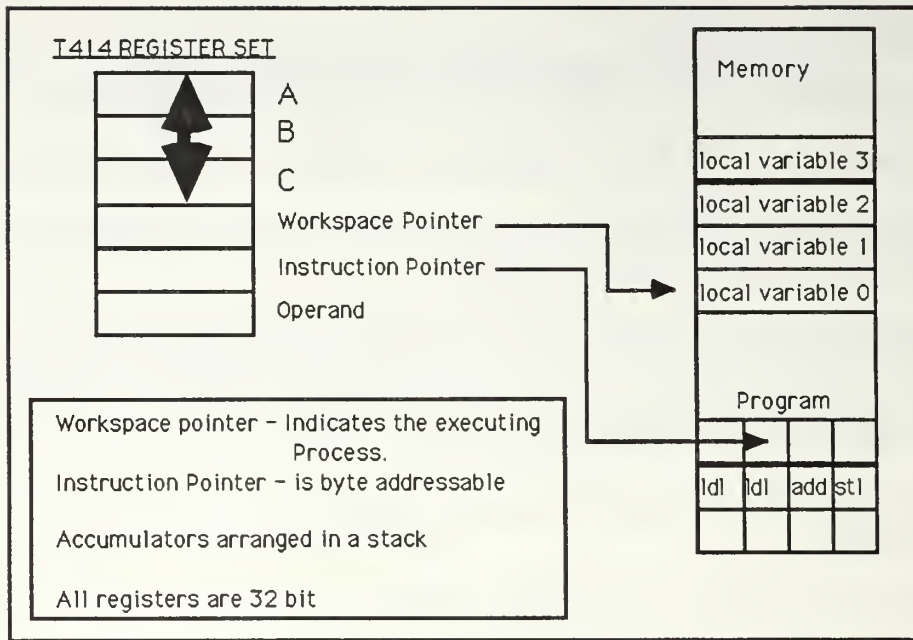 T414 REGISTER SET
A
B
C
Workspace Pointer
Instruction Pointer
Operand
Memory
local variable 3
local variable 2
local variable 1
local variable 0
Program
ldl ldl add stl
Workspace pointer - Indicates the executing
Process.
Instruction Pointer - is byte addressable
Accumulators arranged in a stack
All registers are 32 bit